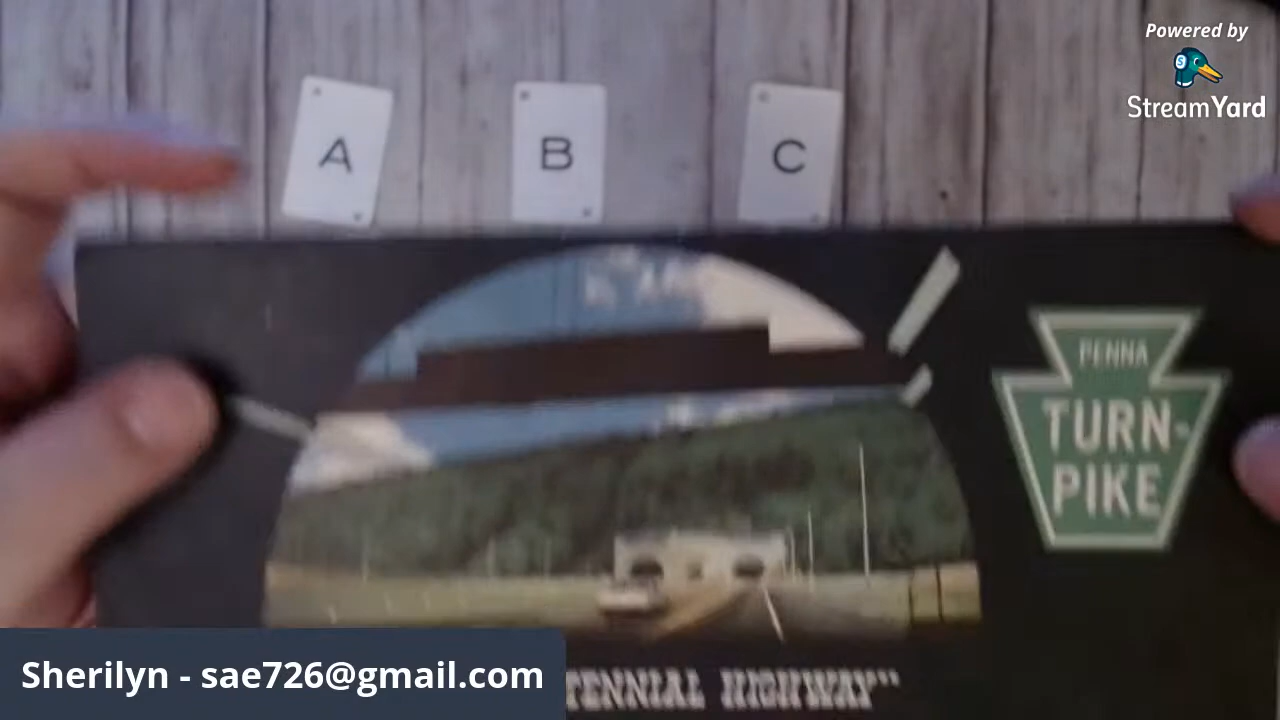 Powered by
StreamYard
A
B
C
PENNA
TURN-
PIKE
Sherilyn - sae726@gmail.com
TENNIAL HIGHWAY"